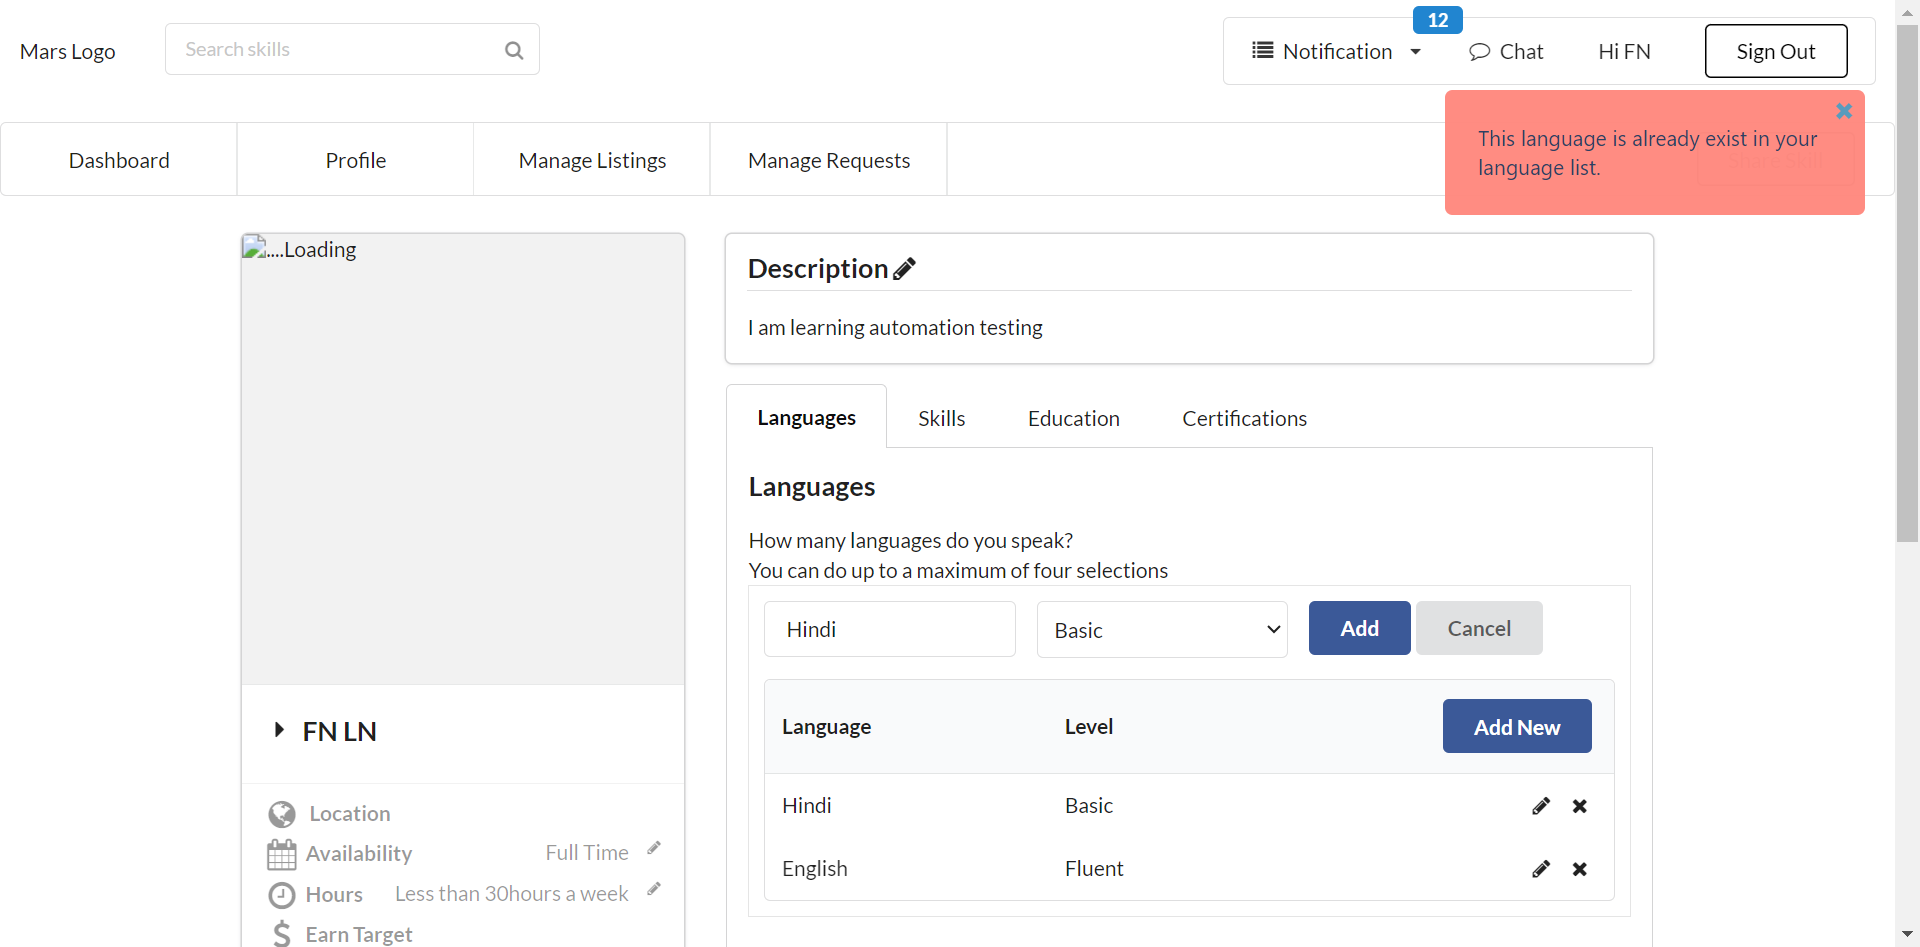 Mars Logo
Search skills
12
Notification
Chat
Hi FN
Sign Out
This language is already exist in your
language list.
Dashboard
Profile
Manage Listings
Manage Requests
....Loading
Description
I am learning automation testing
Languages
Skills
Education
Certifications
Languages
How many languages do you speak?
You can do up to a maximum of four selections
Hindi
Basic
Add
Cancel
Language
Level
Add New
Hindi
Basic
English
Fluent
FN LN
Location
Availability
Full Time
Hours
Less than 30hours a week
Earn Target